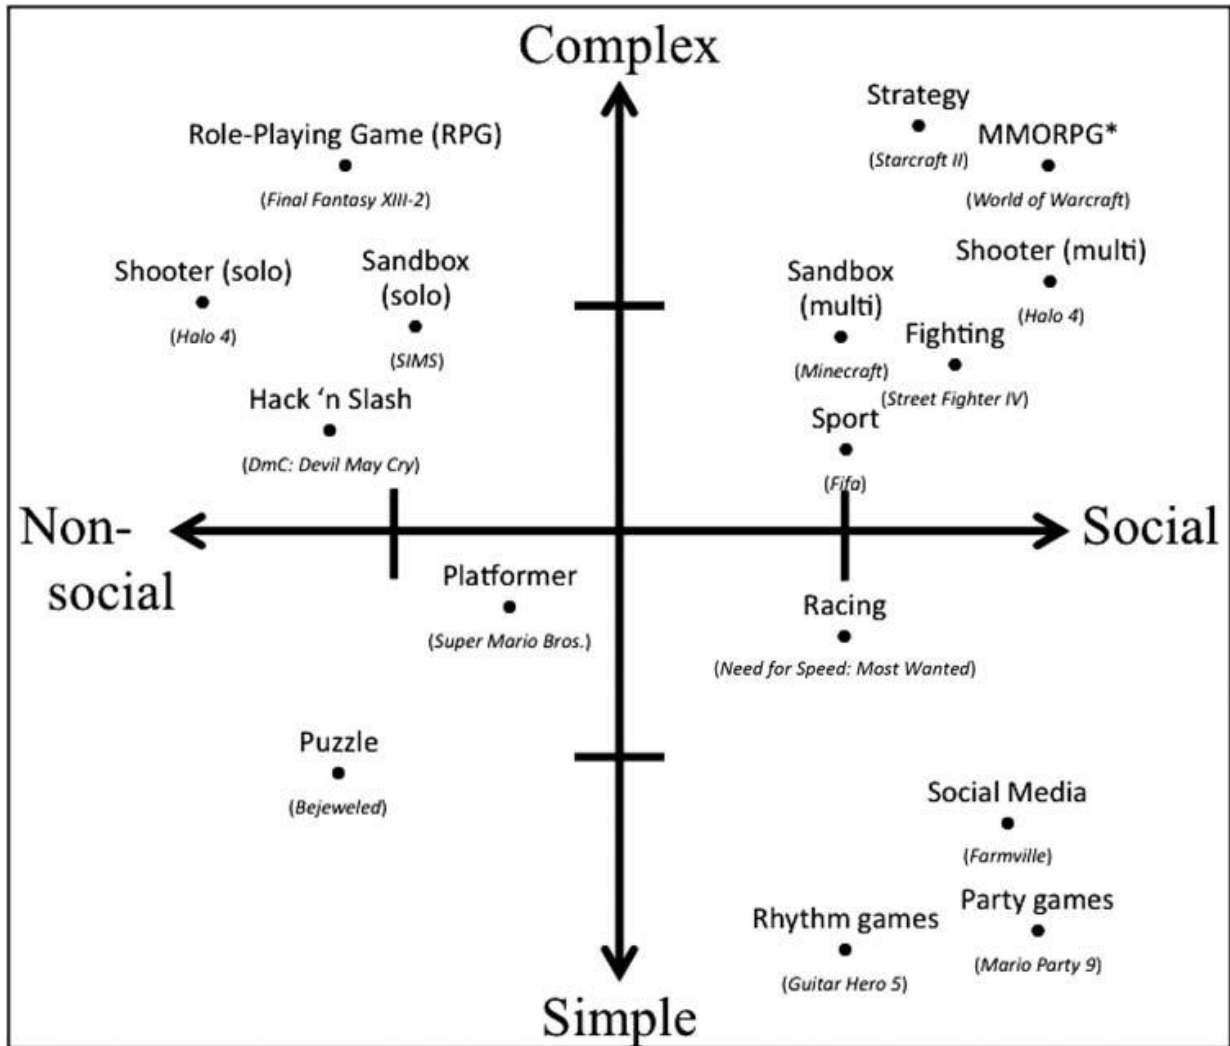 Complex
Strategy
(Starcraft II)
Role-Playing Game (RPG)
(Final Fantasy XIII-2)
MMORPG*
(World of Warcraft)
Shooter (solo)
(Halo 4)
Sandbox
(solo)
(SIMS)
Sandbox
(multi)
(Minecraft)
Shooter (multi)
(Halo 4)
Fighting
(Street Fighter IV)
Hack ‘n Slash
(DmC: Devil May Cry)
Sport
(Fifa)
Non-
social
Social
Platformer
(Super Mario Bros.)
Racing
(Need for Speed: Most Wanted)
Puzzle
(Bejeweled)
Social Media
(Farmville)
Rhythm games
(Guitar Hero 5)
Party games
(Mario Party 9)
Simple